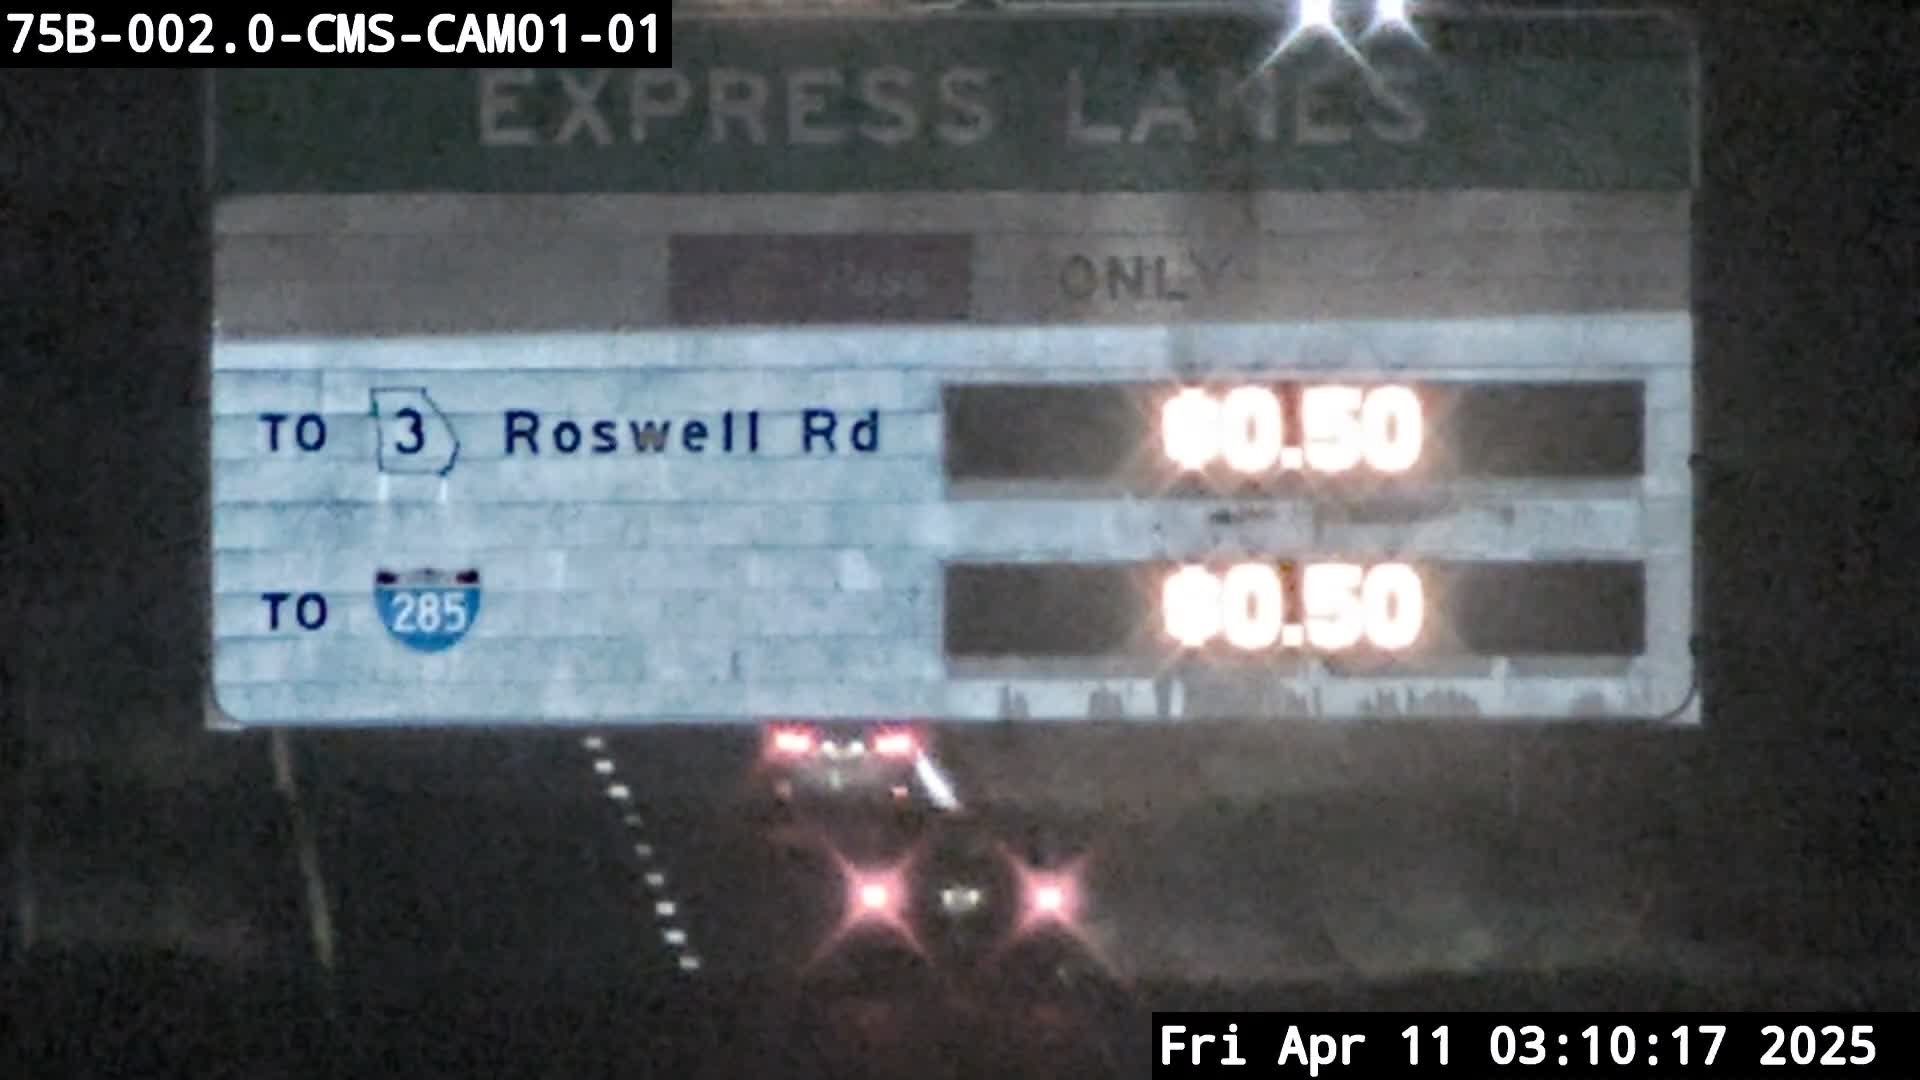 75B-002.0-CMS-CAM01-01
EXPRESS LANES
Pass ONLY
TO 3 Roswell Rd $0.50
TO 285 $0.50
Fri Apr 11 03:10:17 2025